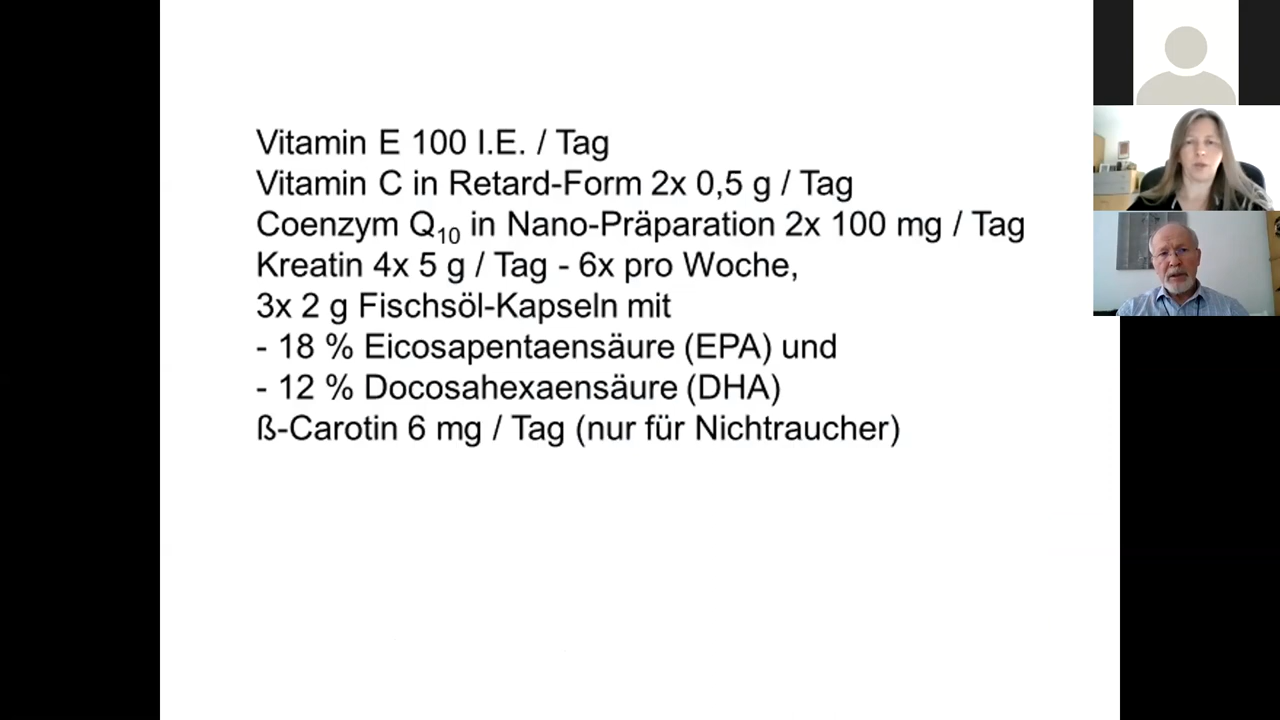 Vitamin E 100 I.E. / Tag
Vitamin C in Retard-Form 2x 0,5 g / Tag
Coenzym Q₁₀ in Nano-Präparation 2x 100 mg / Tag
Kreatin 4x 5 g / Tag - 6x pro Woche,
3x 2 g Fischsöl-Kapseln mit
- 18 % Eicosapentaensäure (EPA) und
- 12 % Docosahexaensäure (DHA)
ß-Carotin 6 mg / Tag (nur für Nichtraucher)